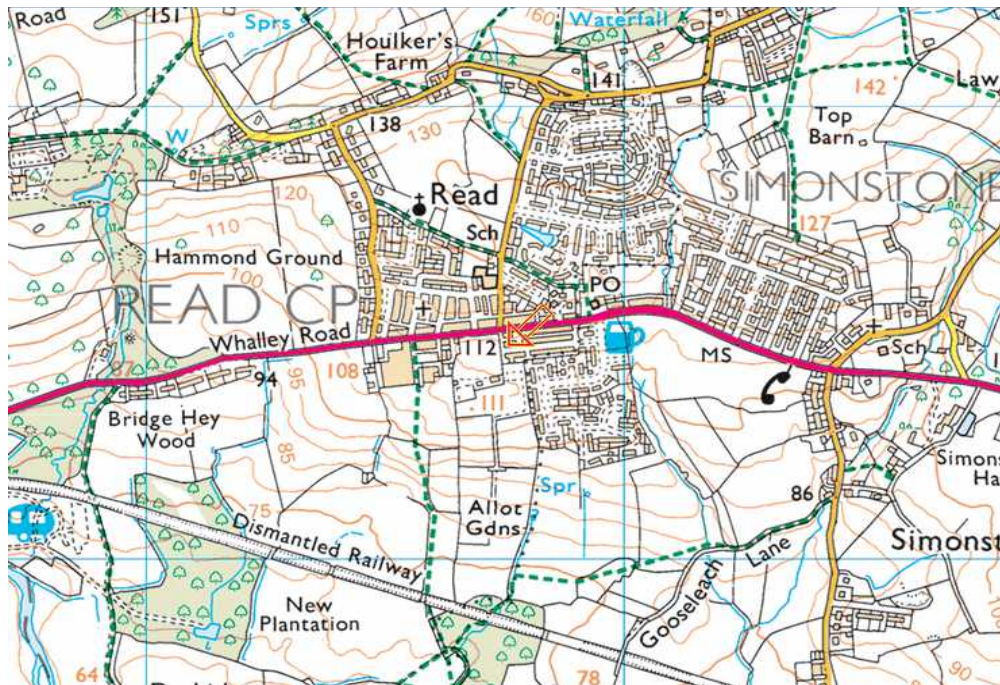 Road
151
Sprs
Waterfall
160
Houlker's
Farm
141
142
Law
138
130
Top
Barn
W
120
Read
SIMONSTONE
127
110
Sch
Hammond Ground
100
PO
READ CP
Whalley Road
112
MS
Sch
108
94
95
111
Bridge Hey
Wood
85
Simons
Ha
75
Spr
86
Allot
Gdns
Dismantled Railway
Simonst
Gooseleach Lane
New
Plantation
64
78
90